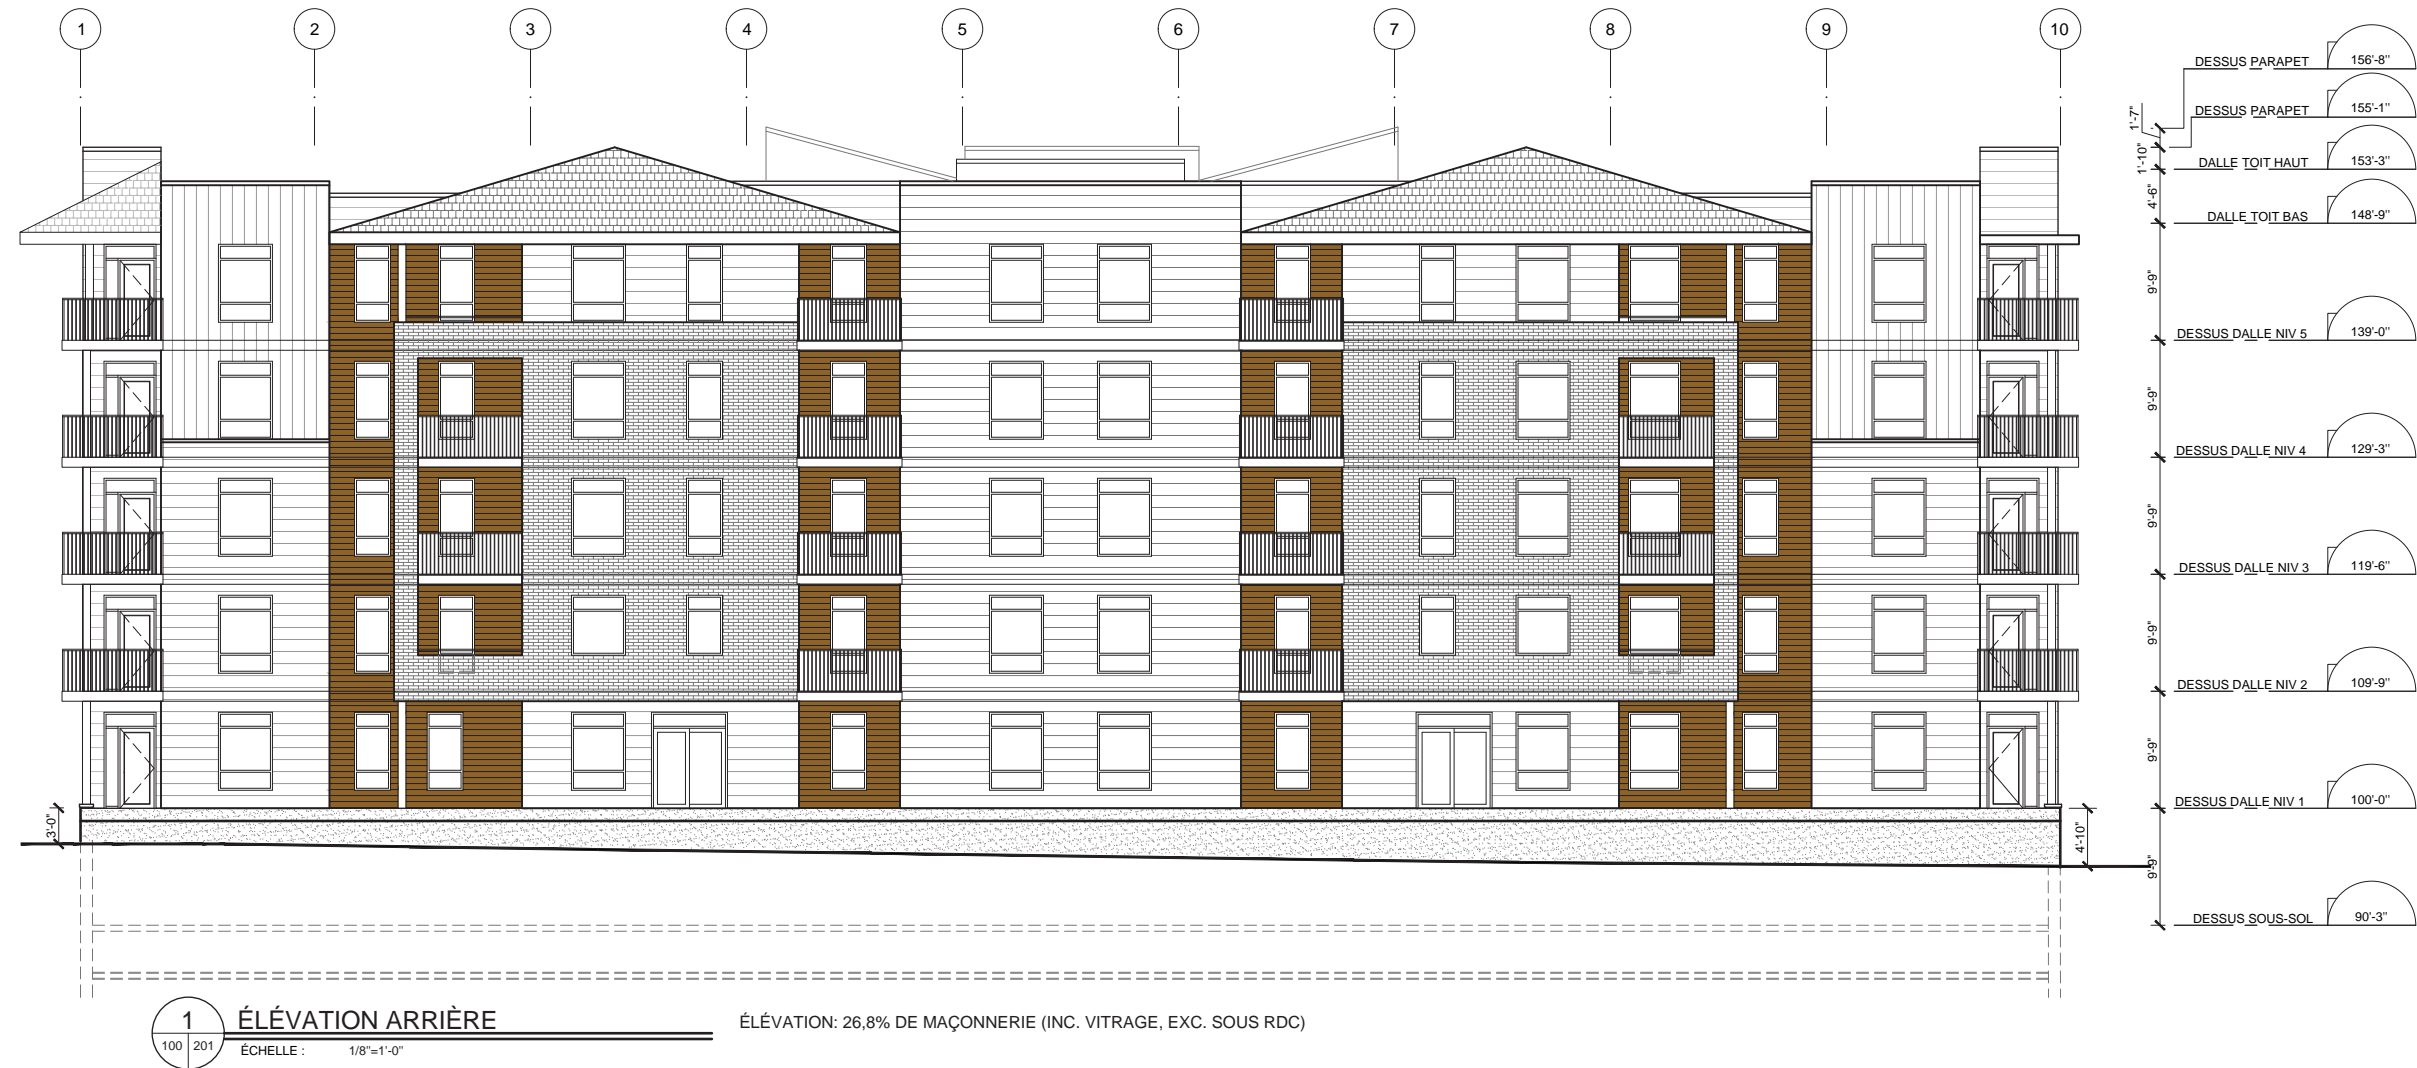 1 2 3 4 5 6 7 8 9 10
DESSUS PARAPET 156'-8"
1'-7"
DESSUS PARAPET 155'-1"
1'-10"
DALLE TOIT HAUT 153'-3"
4'-6"
DALLE TOIT BAS 148'-9"
9'-9"
DESSUS DALLE NIV 5 139'-0"
9'-9"
DESSUS DALLE NIV 4 129'-3"
9'-9"
DESSUS DALLE NIV 3 119'-6"
9'-9"
DESSUS DALLE NIV 2 109'-9"
9'-9"
DESSUS DALLE NIV 1 100'-0"
3'-0"
4'-10"
9'-9"
DESSUS SOUS-SOL 90'-3"
1
100 201
ÉLÉVATION ARRIÈRE
ÉCHELLE : 1/8"=1'-0"
ÉLÉVATION: 26,8% DE MAÇONNERIE (INC. VITRAGE, EXC. SOUS RDC)